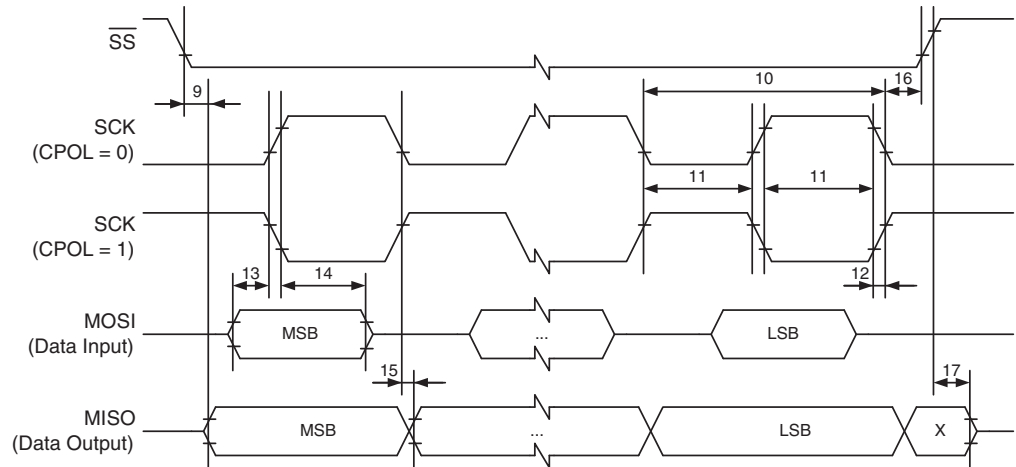 SS
9
10
16
SCK
(CPOL = 0)
11
11
SCK
(CPOL = 1)
13
14
12
MOSI
(Data Input)
MSB
...
LSB
15
17
MISO
(Data Output)
MSB
...
LSB
X